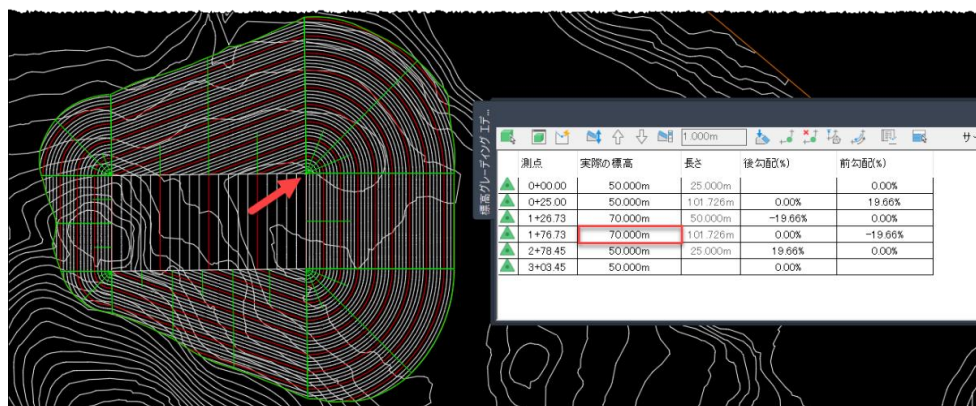 標高グレーティング エデ...
1.000m
サー
測点 実際の標高 長さ 後勾配(%) 前勾配(%)
0+00.00 50.000m 25.000m 0.00%
0+25.00 50.000m 101.726m 0.00% 19.66%
1+26.73 70.000m 50.000m -19.66% 0.00%
1+76.73 70.000m 101.726m 0.00% -19.66%
2+78.45 50.000m 25.000m 19.66% 0.00%
3+03.45 50.000m 0.00%